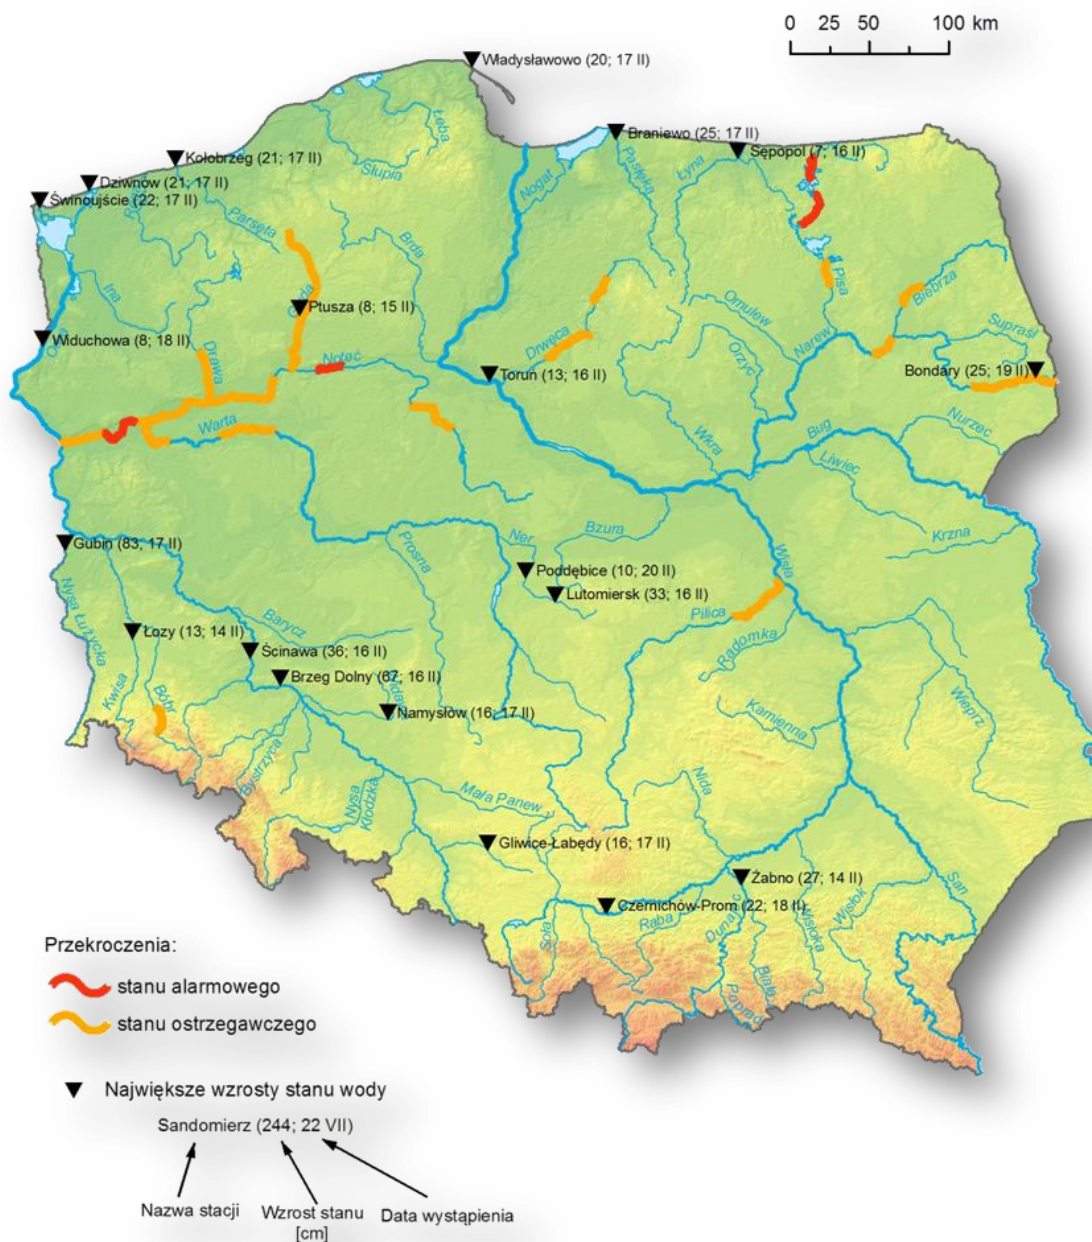 0 25 50 100 km
Władysławowo (20; 17 II)
Łeba
Braniewo (25; 17 II)
Sępopol (7; 16 II)
Kołobrzeg (21; 17 II)
Słupia
Pasłęka
Łyna
Dziwnów (21; 17 II)
Nogat
Świnoujście (22; 17 II)
Parsęta
Brda
Pisa
Biebrza
Ina
Gwda
Ptusza (8; 15 II)
Omulew
Supraśl
Widuchowa (8; 18 II)
Drawa
Drwęca
Orzyc
Narew
Noteć
Toruń (13; 16 II)
Bondary (25; 19 II)
Warta
Wkra
Bug
Nurzec
Liwiec
Gubin (83; 17 II)
Prosna
Ner
Bzura
Krzna
Wisła
Nysa Łużycka
Poddębice (10; 20 II)
Lutomiersk (33; 16 II)
Barycz
Pilica
Łozy (13; 14 II)
Ścinawa (36; 16 II)
Radomka
Kwisa
Bóbr
Brzeg Dolny (67; 16 II)
Wieprz
Namysłów (16; 17 II)
Kamienna
Bystrzyca
Nysa
Kłodzka
Mała Panew
Nida
Gliwice-Łabędy (16; 17 II)
Żabno (27; 14 II)
San
Czernichów-Prom (22; 18 II)
Wisłok
Soła
Raba
Dunajec
Wisłoka
Biała
Poprad
Przekroczenia:
stanu alarmowego
stanu ostrzegawczego
Największe wzrosty stanu wody
Sandomierz (244; 22 VII)
Nazwa stacji
Wzrost stanu
[cm]
Data wystąpienia